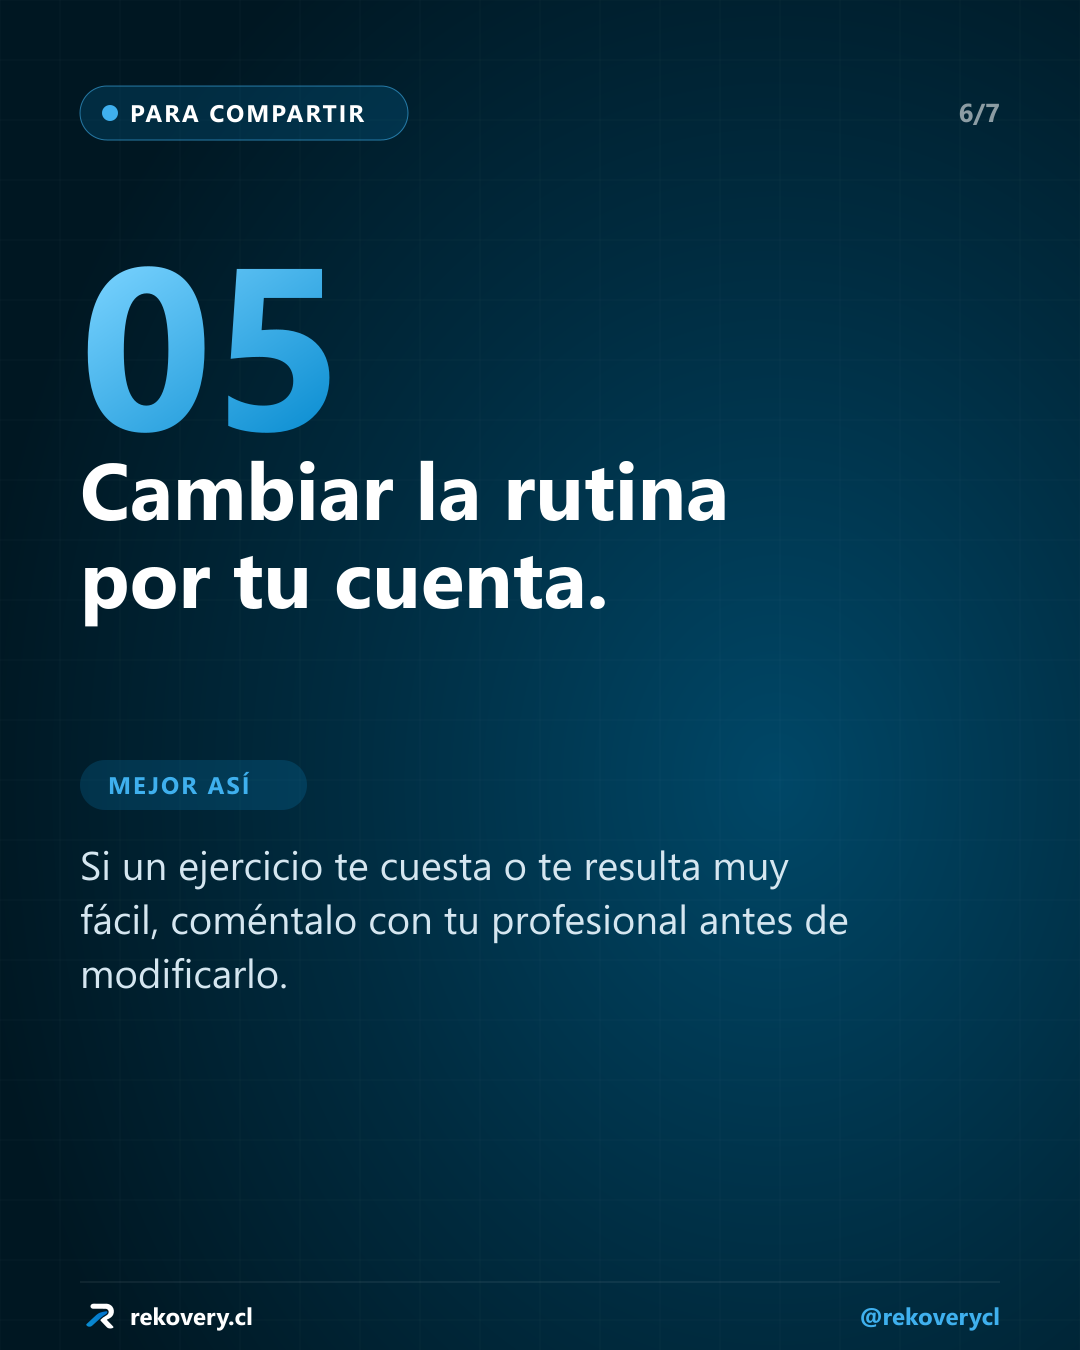 PARA COMPARTIR
6/7
05
Cambiar la rutina
por tu cuenta.
MEJOR ASÍ
Si un ejercicio te cuesta o te resulta muy
fácil, coméntalo con tu profesional antes de
modificarlo.
rekovery.cl
@rekoverycl